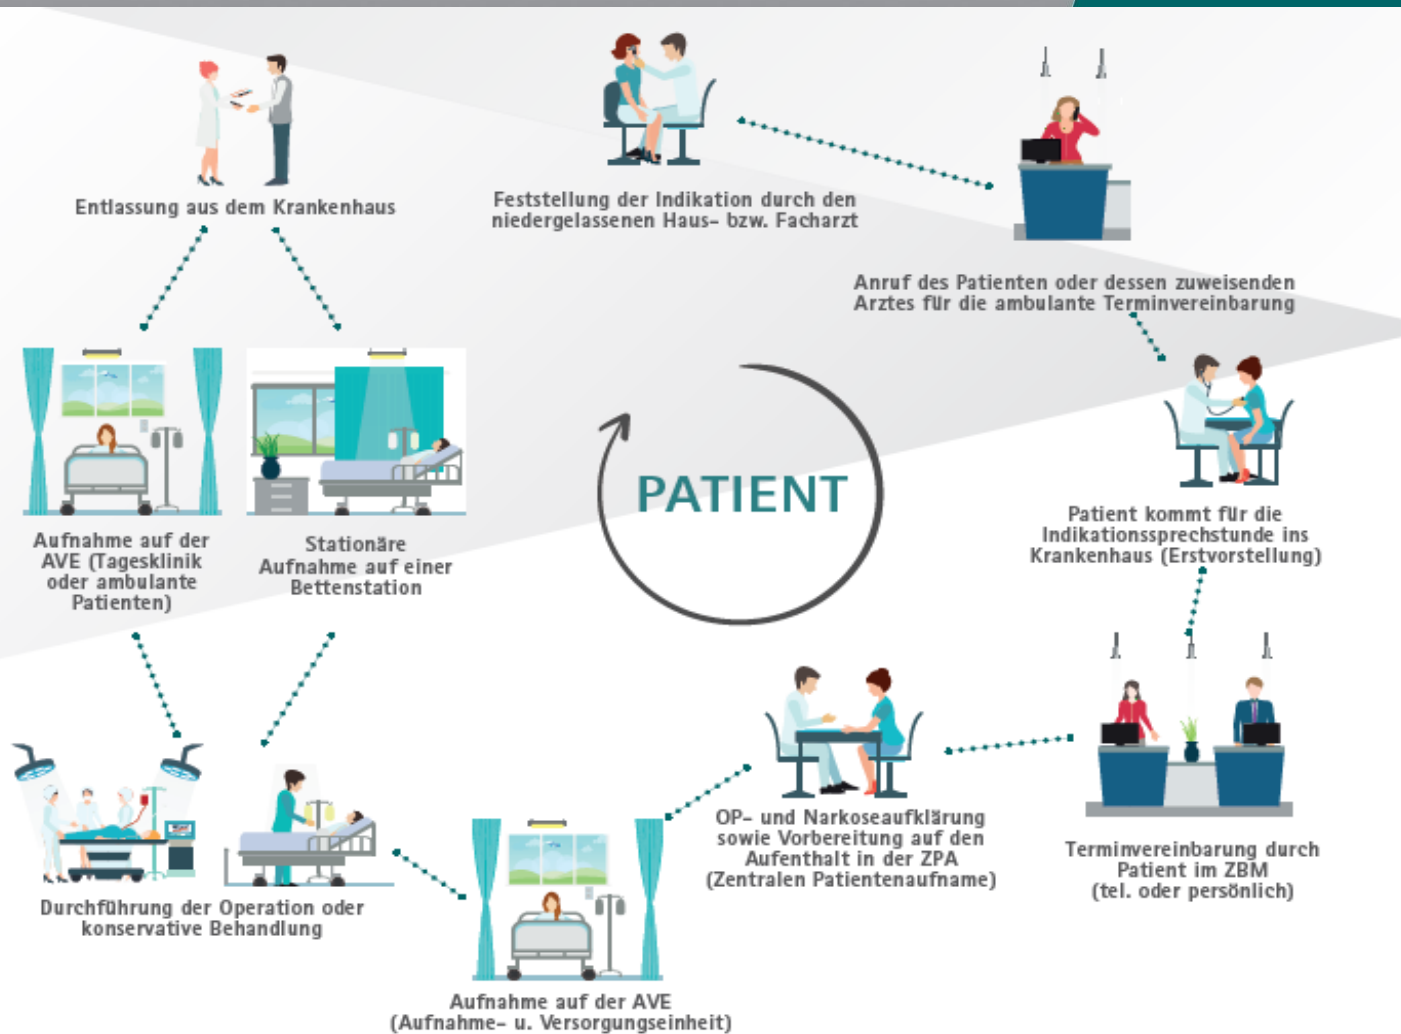 Feststellung der Indikation durch den
niedergelassenen Haus- bzw. Facharzt
Anruf des Patienten oder dessen zuweisenden
Arztes für die ambulante Terminvereinbarung
Patient kommt für die
Indikationssprechstunde ins
Krankenhaus (Erstvorstellung)
Terminvereinbarung durch
Patient im ZBM
(tel. oder persönlich)
OP- und Narkoseaufklärung
sowie Vorbereitung auf den
Aufenthalt in der ZPA
(Zentralen Patientenaufname)
Aufnahme auf der AVE
(Aufnahme- u. Versorgungseinheit)
Durchführung der Operation oder
konservative Behandlung
Aufnahme auf der
AVE (Tagesklinik
oder ambulante
Patienten)
Stationäre
Aufnahme auf einer
Bettenstation
Entlassung aus dem Krankenhaus
PATIENT